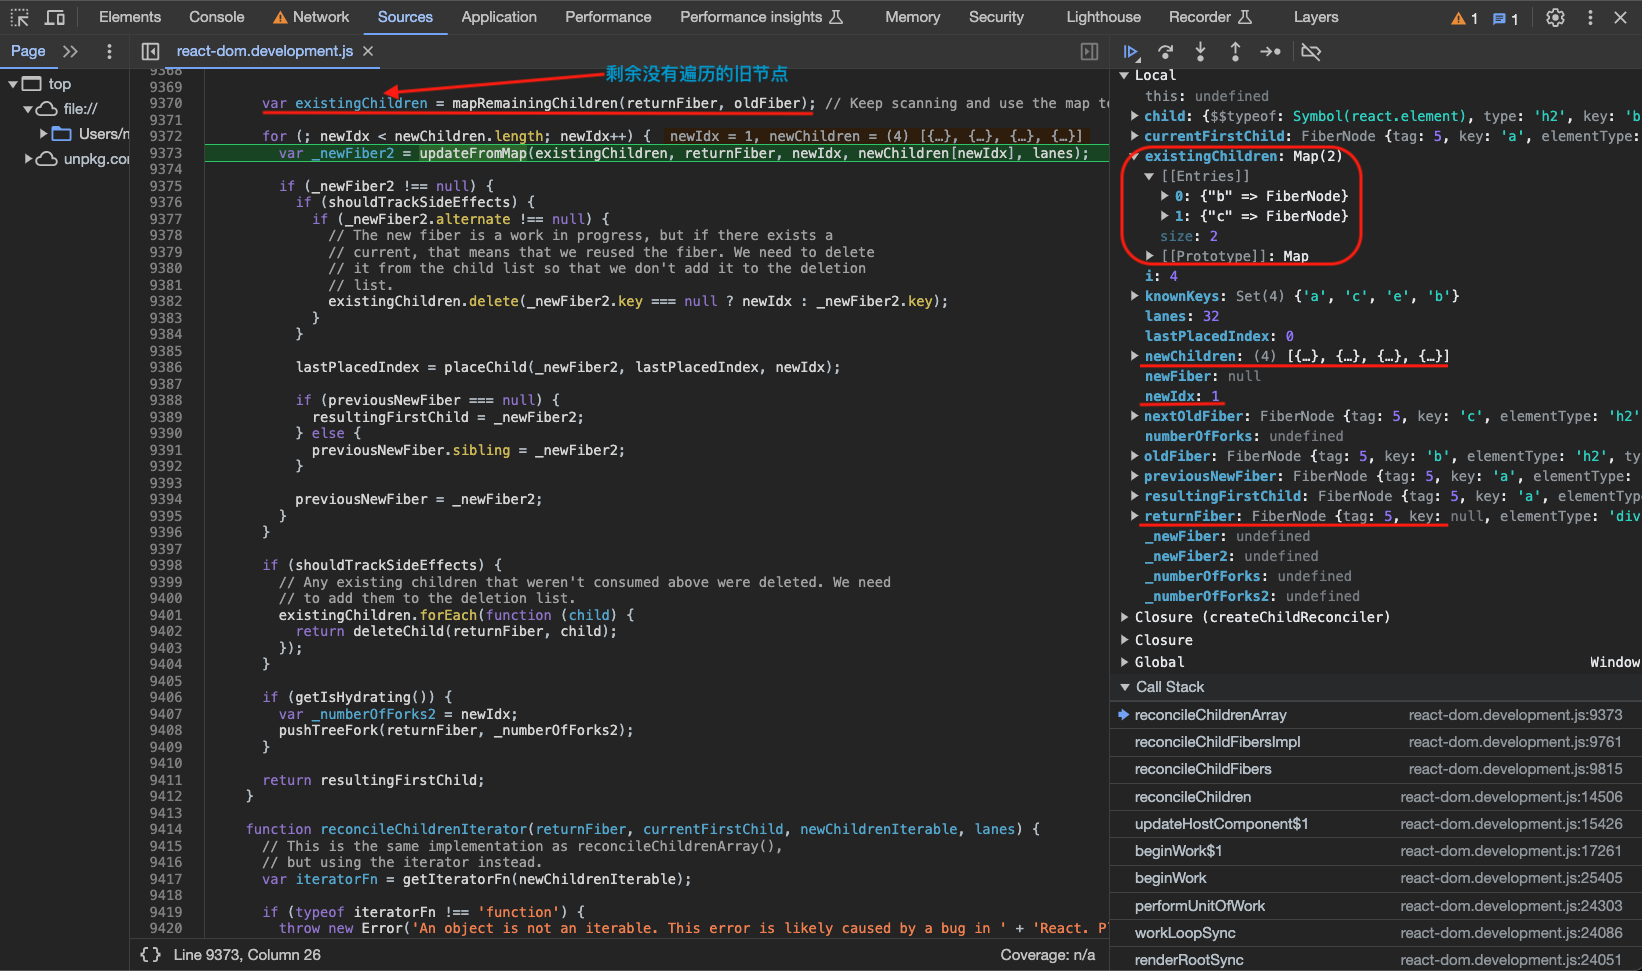 Elements Console Network Sources Application Performance Performance insights Memory Security Lighthouse Recorder Layers 1 1
Page react-dom.development.js
top
file://
Users/n
unpkg.co
剩余没有遍历的旧节点
9368
9369
9370 var existingChildren = mapRemainingChildren(returnFiber, oldFiber); // Keep scanning and use the map to
9371
9372 for (; newIdx < newChildren.length; newIdx++) { newIdx = 1, newChildren = (4) [{…}, {…}, {…}, {…}]
9373 var _newFiber2 = updateFromMap(existingChildren, returnFiber, newIdx, newChildren[newIdx], lanes);
9374
9375 if (_newFiber2 !== null) {
9376 if (shouldTrackSideEffects) {
9377 if (_newFiber2.alternate !== null) {
9378 // The new fiber is a work in progress, but if there exists a
9379 // current, that means that we reused the fiber. We need to delete
9380 // it from the child list so that we don't add it to the deletion
9381 // list.
9382 existingChildren.delete(_newFiber2.key === null ? newIdx : _newFiber2.key);
9383 }
9384 }
9385
9386 lastPlacedIndex = placeChild(_newFiber2, lastPlacedIndex, newIdx);
9387
9388 if (previousNewFiber === null) {
9389 resultingFirstChild = _newFiber2;
9390 } else {
9391 previousNewFiber.sibling = _newFiber2;
9392 }
9393
9394 previousNewFiber = _newFiber2;
9395 }
9396 }
9397
9398 if (shouldTrackSideEffects) {
9399 // Any existing children that weren't consumed above were deleted. We need
9400 // to add them to the deletion list.
9401 existingChildren.forEach(function (child) {
9402 return deleteChild(returnFiber, child);
9403 });
9404 }
9405
9406 if (getIsHydrating()) {
9407 var _numberOfForks2 = newIdx;
9408 pushTreeFork(returnFiber, _numberOfForks2);
9409 }
9410
9411 return resultingFirstChild;
9412 }
9413
9414 function reconcileChildrenIterator(returnFiber, currentFirstChild, newChildrenIterable, lanes) {
9415 // This is the same implementation as reconcileChildrenArray(),
9416 // but using the iterator instead.
9417 var iteratorFn = getIteratorFn(newChildrenIterable);
9418
9419 if (typeof iteratorFn !== 'function') {
9420 throw new Error('An object is not an iterable. This error is likely caused by a bug in ' + 'React. P
{} Line 9373, Column 26 Coverage: n/a
Local
this: undefined
child: {$$typeof: Symbol(react.element), type: 'h2', key: 'b
currentFirstChild: FiberNode {tag: 5, key: 'a', elementType:
existingChildren: Map(2)
[[Entries]]
0: {"b" => FiberNode}
1: {"c" => FiberNode}
size: 2
[[Prototype]]: Map
i: 4
knownKeys: Set(4) {'a', 'c', 'e', 'b'}
lanes: 32
lastPlacedIndex: 0
newChildren: (4) [{…}, {…}, {…}, {…}]
newFiber: null
newIdx: 1
nextOldFiber: FiberNode {tag: 5, key: 'c', elementType: 'h2'
numberOfForks: undefined
oldFiber: FiberNode {tag: 5, key: 'b', elementType: 'h2', ty
previousNewFiber: FiberNode {tag: 5, key: 'a', elementType:
resultingFirstChild: FiberNode {tag: 5, key: 'a', elementTyp
returnFiber: FiberNode {tag: 5, key: null, elementType: 'div
_newFiber: undefined
_newFiber2: undefined
_numberOfForks: undefined
_numberOfForks2: undefined
Closure (createChildReconciler)
Closure
Global Window
Call Stack
reconcileChildrenArray react-dom.development.js:9373
reconcileChildFibersImpl react-dom.development.js:9761
reconcileChildFibers react-dom.development.js:9815
reconcileChildren react-dom.development.js:14506
updateHostComponent$1 react-dom.development.js:15426
beginWork$1 react-dom.development.js:17261
beginWork react-dom.development.js:25405
performUnitOfWork react-dom.development.js:24303
workLoopSync react-dom.development.js:24086
renderRootSync react-dom.development.js:24051